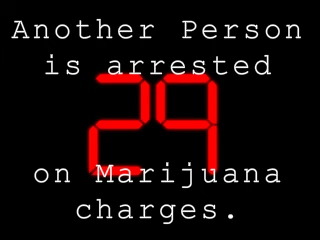 Another Person
is arrested
29
on Marijuana
charges.